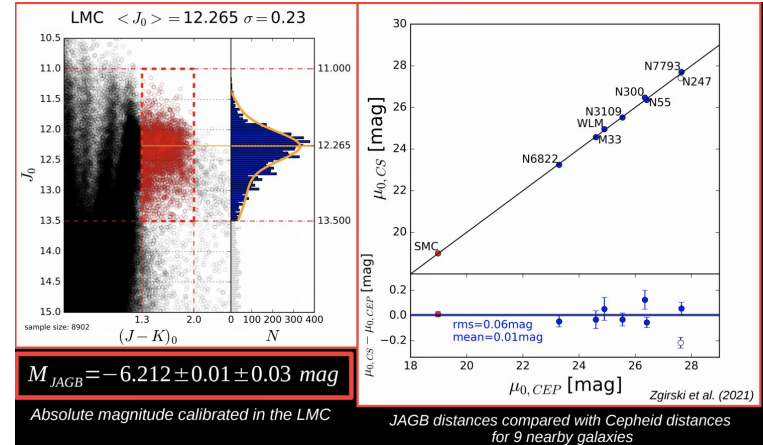 LMC <J₀> = 12.265 σ = 0.23
10.5
11.0
11.5
12.0
12.5
13.0
13.5
14.0
14.5
15.0
J₀
11.000
12.265
13.500
1.3
2.0
0 100 200 300 400
sample size: 8902
(J − K)₀
N
M_JAGB=−6.212±0.01±0.03 mag
Absolute magnitude calibrated in the LMC
30
28
26
24
22
20
μ₀,CS [mag]
N7793
N247
N300
N55
N3109
WLM
M33
N6822
SMC
μ₀,CS − μ₀,CEP [mag]
0.2
0.0
−0.2
rms=0.06mag
mean=0.01mag
18 20 22 24 26 28
μ₀,CEP [mag]
Zgirski et al. (2021)
JAGB distances compared with Cepheid distances
for 9 nearby galaxies